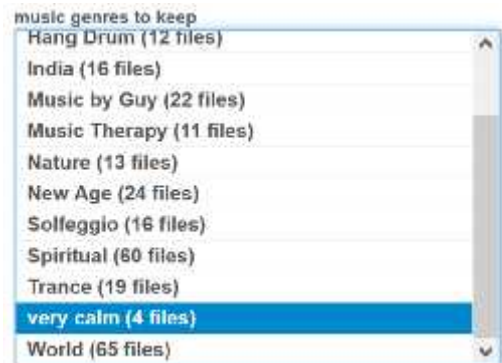 music genres to keep
Hang Drum (12 files)
India (16 files)
Music by Guy (22 files)
Music Therapy (11 files)
Nature (13 files)
New Age (24 files)
Solfeggio (16 files)
Spiritual (60 files)
Trance (19 files)
very calm (4 files)
World (65 files)